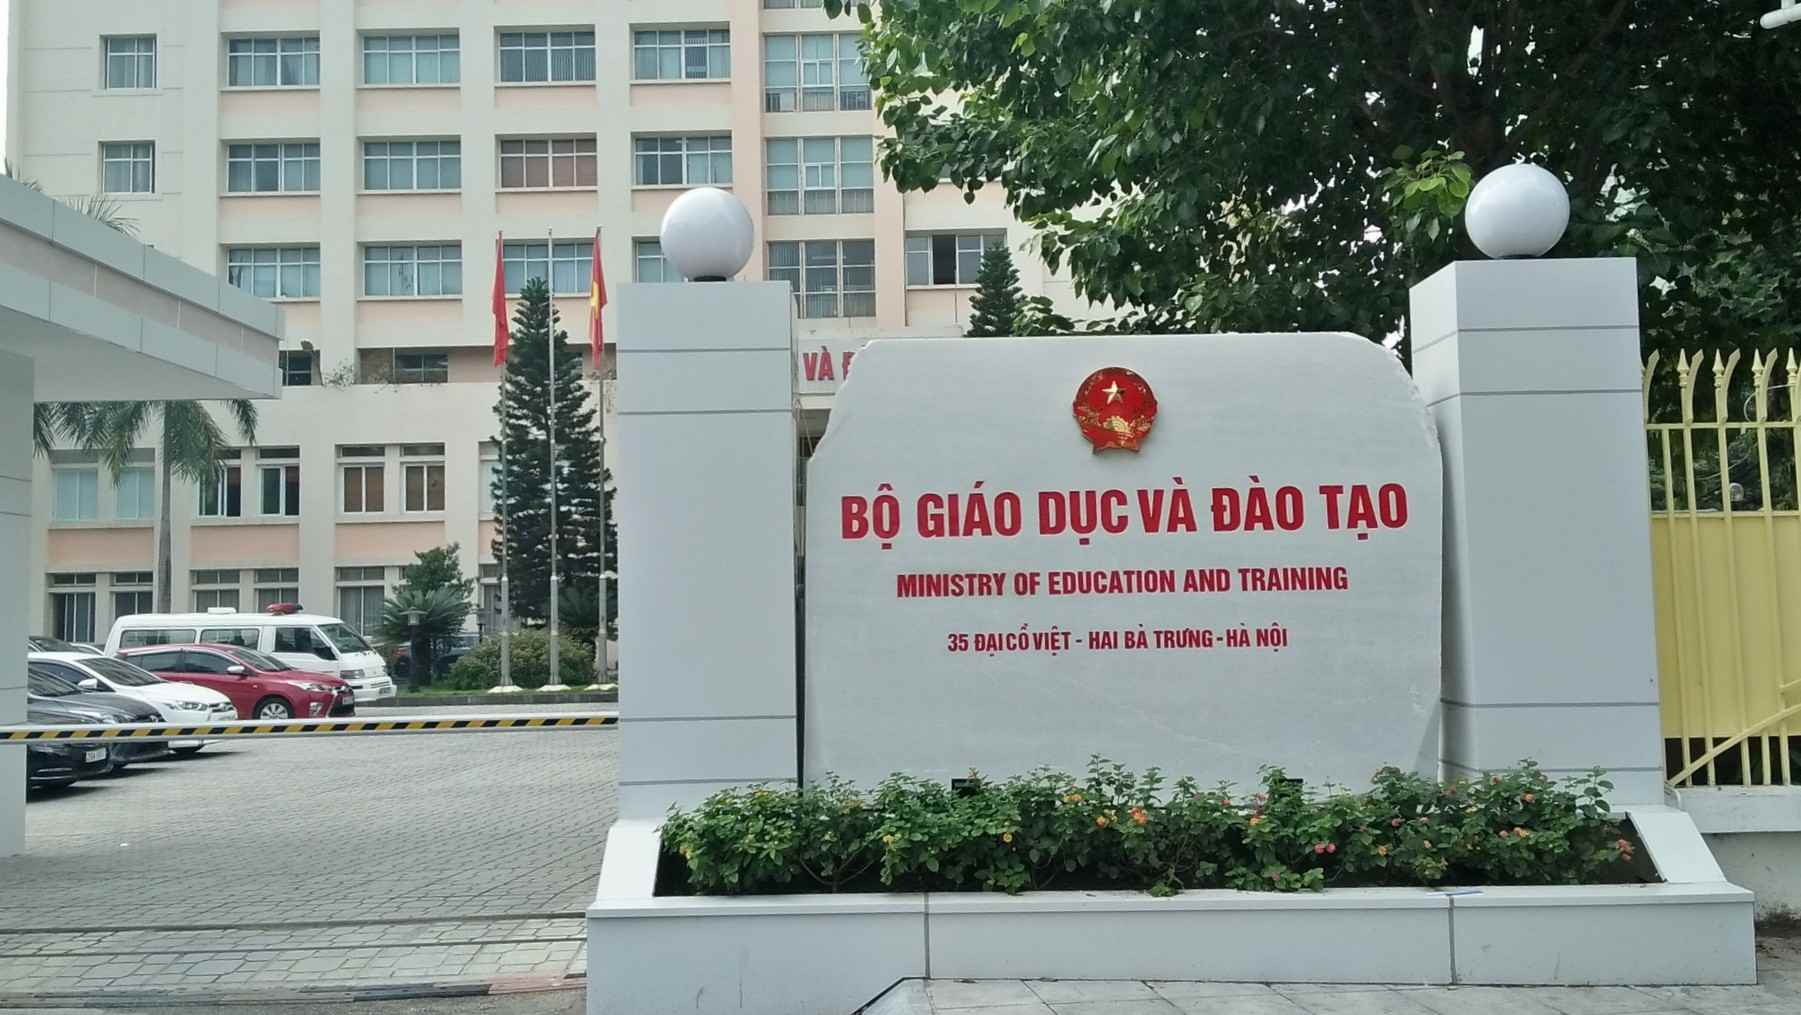 VÀ
BỘ GIÁO DỤC VÀ ĐÀO TẠO
MINISTRY OF EDUCATION AND TRAINING
35 ĐẠI CỒ VIỆT - HAI BÀ TRƯNG - HÀ NỘI